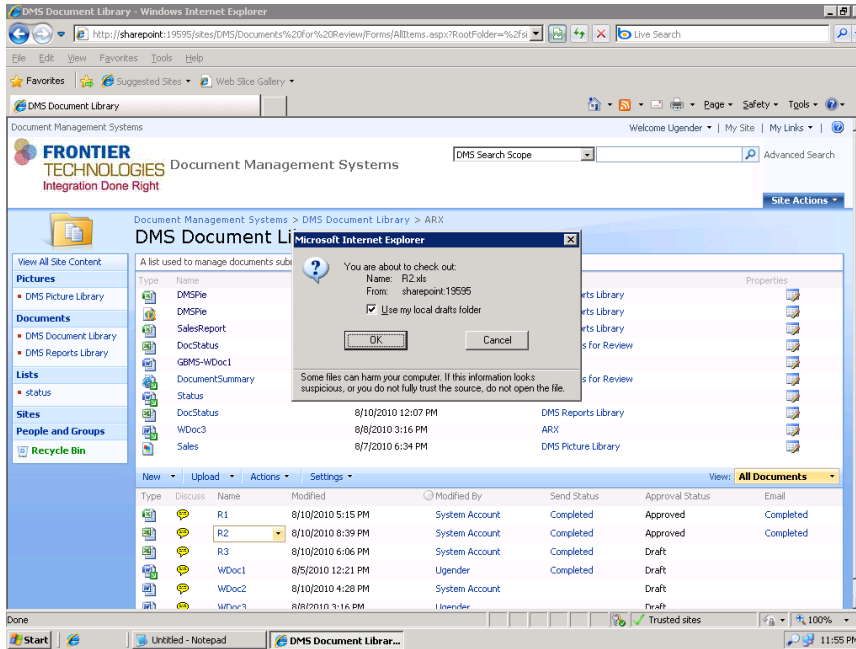 DMS Document Library - Windows Internet Explorer
http://sharepoint:19595/sites/DMS/Documents%20for%20Review/Forms/AllItems.aspx?RootFolder=%2fsi
Live Search
File Edit View Favorites Tools Help
Favorites Suggested Sites Web Slice Gallery
DMS Document Library
Page Safety Tools
Document Management Systems
Welcome Ugender | My Site | My Links |
FRONTIER
TECHNOLOGIES
Integration Done Right
Document Management Systems
DMS Search Scope
Advanced Search
Site Actions
Document Management Systems > DMS Document Library > ARX
DMS Document Li
View All Site Content
Pictures
DMS Picture Library
Documents
DMS Document Library
DMS Reports Library
Lists
status
Sites
People and Groups
Recycle Bin
A list used to manage documents sub
Type Name Properties
DMSPie rts Library
DMSPie rts Library
SalesReport rts Library
DocStatus s for Review
GBMS-WDoc1
DocumentSummary s for Review
Status
DocStatus 8/10/2010 12:07 PM DMS Reports Library
WDoc3 8/8/2010 3:16 PM ARX
Sales 8/7/2010 6:34 PM DMS Picture Library
Microsoft Internet Explorer
You are about to check out:
Name: R2.xls
From: sharepoint:19595
Use my local drafts folder
OK Cancel
Some files can harm your computer. If this information looks
suspicious, or you do not fully trust the source, do not open the file.
New Upload Actions Settings View: All Documents
Type Discuss Name Modified Modified By Send Status Approval Status Email
R1 8/10/2010 5:15 PM System Account Completed Approved Completed
R2 8/10/2010 8:39 PM System Account Completed Approved Completed
R3 8/10/2010 6:06 PM System Account Completed Draft
WDoc1 8/5/2010 12:21 PM Ugender Completed Draft
WDoc2 8/10/2010 4:28 PM System Account Draft
WDoc3 8/8/2010 3:16 PM Ugender Draft
Done Trusted sites 100%
Start Untitled - Notepad DMS Document Librar... 11:55 PM